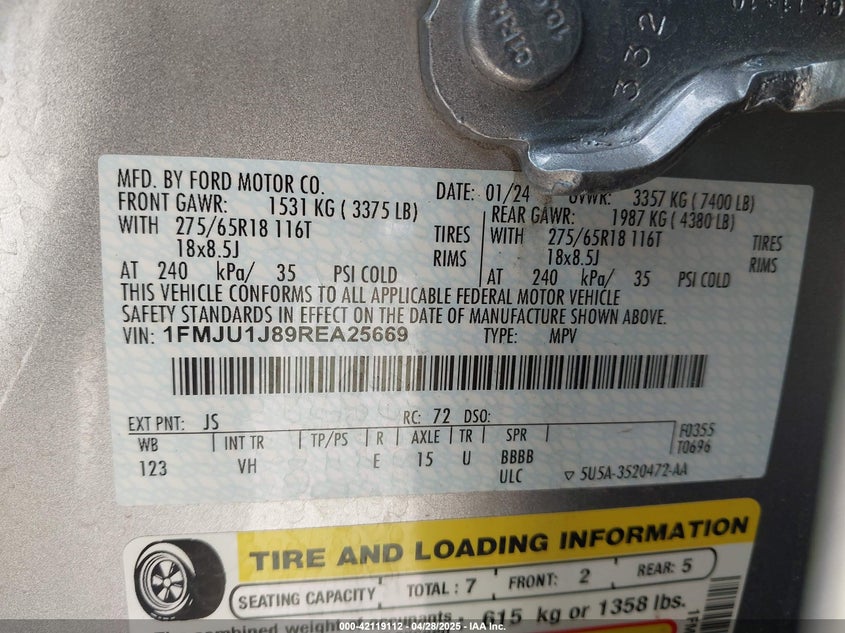 332
MFD. BY FORD MOTOR CO. DATE: 01/24 GVWR: 3357 KG (7400 LB)
FRONT GAWR: 1531 KG (3375 LB) REAR GAWR: 1987 KG (4380 LB)
WITH 275/65R18 116T TIRES WITH 275/65R18 116T TIRES
18x8.5J RIMS 18x8.5J RIMS
AT 240 kPa/ 35 PSI COLD AT 240 kPa/ 35 PSI COLD
THIS VEHICLE CONFORMS TO ALL APPLICABLE FEDERAL MOTOR VEHICLE
SAFETY STANDARDS IN EFFECT ON THE DATE OF MANUFACTURE SHOWN ABOVE.
VIN: 1FMJU1J89REA25669 TYPE: MPV
EXT PNT: JS RC: 72 DSO:
WB INT TR TP/PS R AXLE TR SPR F0355
123 VH E 15 U BBBB T0696
ULC ▽ 5U5A-3520472-AA
TIRE AND LOADING INFORMATION
SEATING CAPACITY TOTAL : 7 FRONT: 2 REAR: 5
combined 615 kg or 1358 lbs.
000-42119112 - 04/28/2025 - IAA Inc.